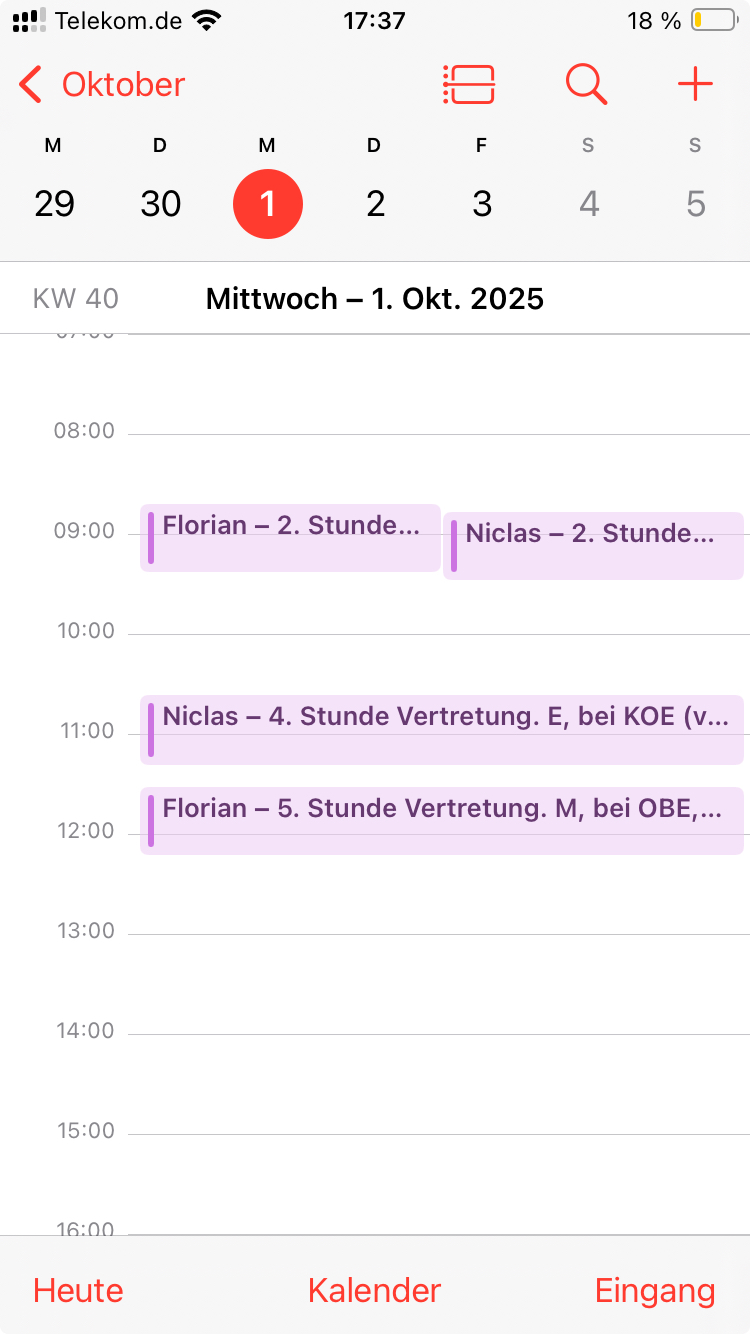 Telekom.de 17:37 18 %
Oktober
M D M D F S S
29 30 1 2 3 4 5
KW 40 Mittwoch – 1. Okt. 2025
07:00
08:00
09:00 Florian – 2. Stunde... Niclas – 2. Stunde...
10:00
Niclas – 4. Stunde Vertretung. E, bei KOE (v...
11:00
Florian – 5. Stunde Vertretung. M, bei OBE,...
12:00
13:00
14:00
15:00
16:00
Heute Kalender Eingang